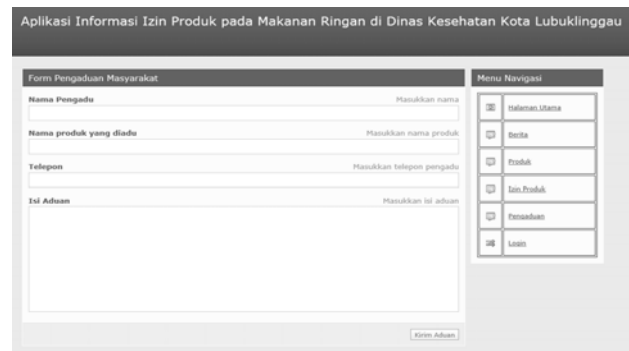 Aplikasi Informasi Izin Produk pada Makanan Ringan di Dinas Kesehatan Kota Lubuklinggau
Form Pengaduan Masyarakat
Nama Pengadu Masukkan nama
Nama produk yang diadu Masukkan nama produk
Telepon Masukkan telepon pengadu
Isi Aduan Masukkan isi aduan
Kirim Aduan
Menu Navigasi
Halaman Utama
Berita
Produk
Izin Produk
Pengaduan
Login